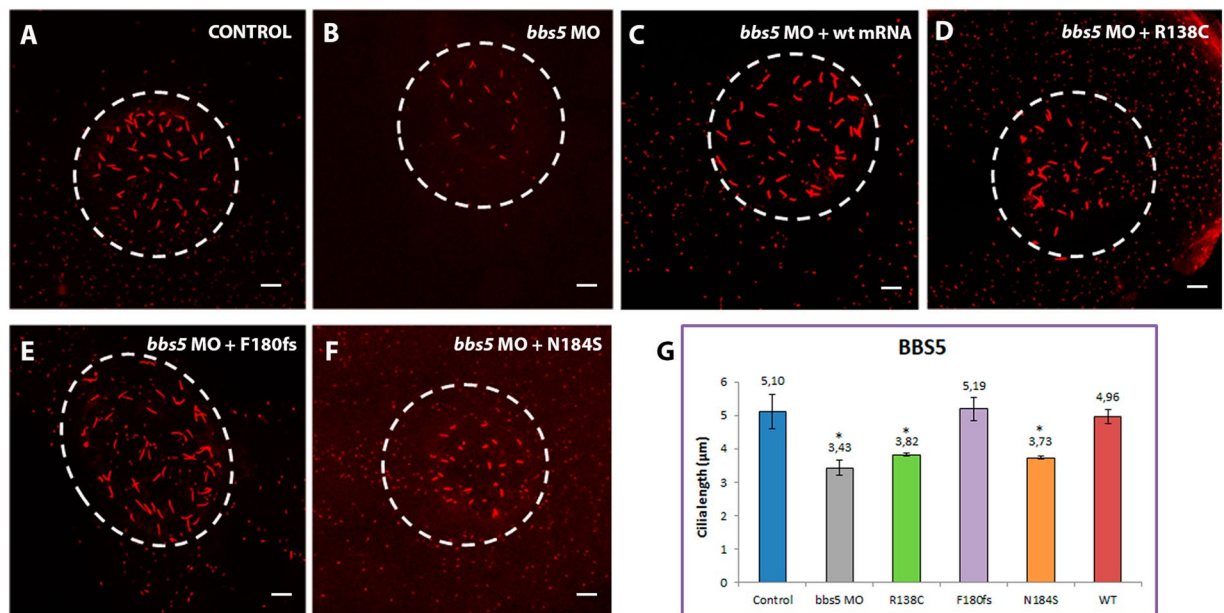 A
CONTROL
B
bbs5 MO
C
bbs5 MO + wt mRNA
D
bbs5 MO + R138C
E
bbs5 MO + F180fs
F
bbs5 MO + N184S
G
BBS5
Cilia length (µm)
6
5
4
3
2
1
0
5,10
*
3,43
*
3,82
5,19
*
3,73
4,96
Control
bbs5 MO
R138C
F180fs
N184S
WT